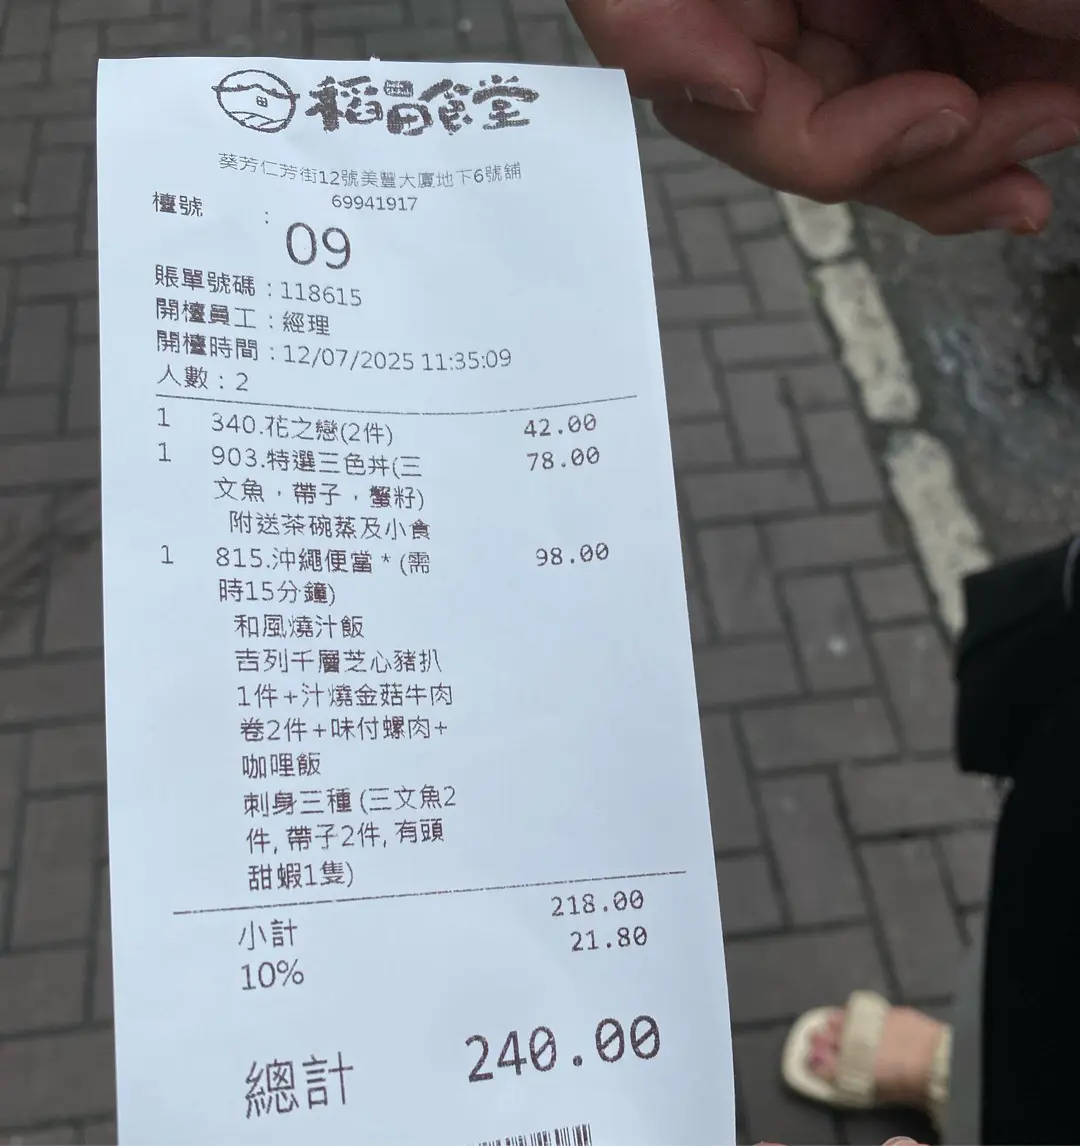 稻田食堂
葵芳仁芳街12號美豐大廈地下6號舖
69941917
檯號 :
09
賬單號碼 : 118615
開檯員工 : 經理
開檯時間 : 12/07/2025 11:35:09
人數 : 2
1 340.花之戀(2件) 42.00
1 903.特選三色丼(三 78.00
文魚，帶子，蟹籽)
附送茶碗蒸及小食
1 815.沖繩便當 * (需 98.00
時15分鐘)
和風燒汁飯
吉列千層芝心豬扒
1件+汁燒金菇牛肉
卷2件+味付螺肉+
咖哩飯
刺身三種 (三文魚2
件, 帶子2件, 有頭
甜蝦1隻)
小計 218.00
10% 21.80
總計 240.00